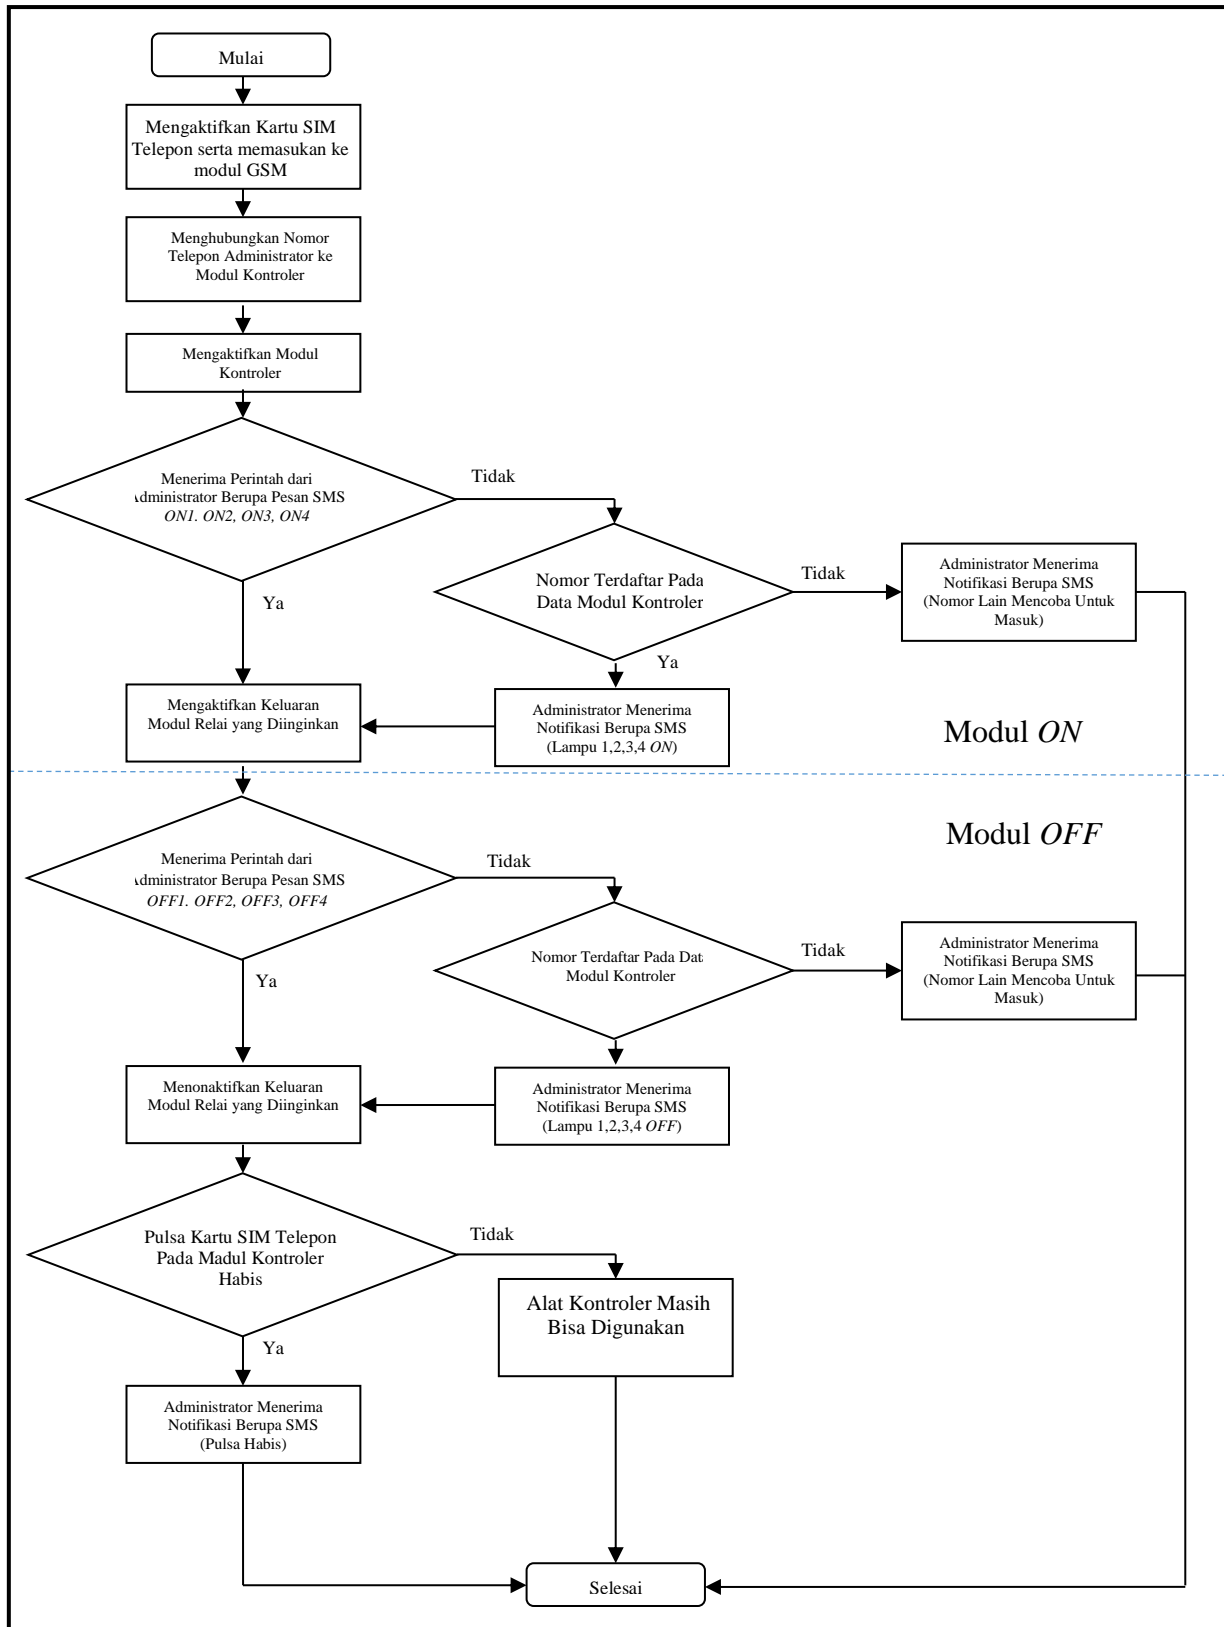 Mulai
Mengaktifkan Kartu SIM
Telepon serta memasukan ke
modul GSM
Menghubungkan Nomor
Telepon Administrator ke
Modul Kontroler
Mengaktifkan Modul
Kontroler
Menerima Perintah dari
Administrator Berupa Pesan SMS
ON1. ON2, ON3, ON4
Tidak
Ya
Nomor Terdaftar Pada
Data Modul Kontroler
Tidak
Ya
Administrator Menerima
Notifikasi Berupa SMS
(Nomor Lain Mencoba Untuk
Masuk)
Mengaktifkan Keluaran
Modul Relai yang Diinginkan
Administrator Menerima
Notifikasi Berupa SMS
(Lampu 1,2,3,4 ON)
Modul ON
Modul OFF
Menerima Perintah dari
Administrator Berupa Pesan SMS
OFF1. OFF2, OFF3, OFF4
Tidak
Ya
Nomor Terdaftar Pada Data
Modul Kontroler
Tidak
Administrator Menerima
Notifikasi Berupa SMS
(Nomor Lain Mencoba Untuk
Masuk)
Menonaktifkan Keluaran
Modul Relai yang Diinginkan
Administrator Menerima
Notifikasi Berupa SMS
(Lampu 1,2,3,4 OFF)
Pulsa Kartu SIM Telepon
Pada Madul Kontroler
Habis
Tidak
Ya
Alat Kontroler Masih
Bisa Digunakan
Administrator Menerima
Notifikasi Berupa SMS
(Pulsa Habis)
Selesai